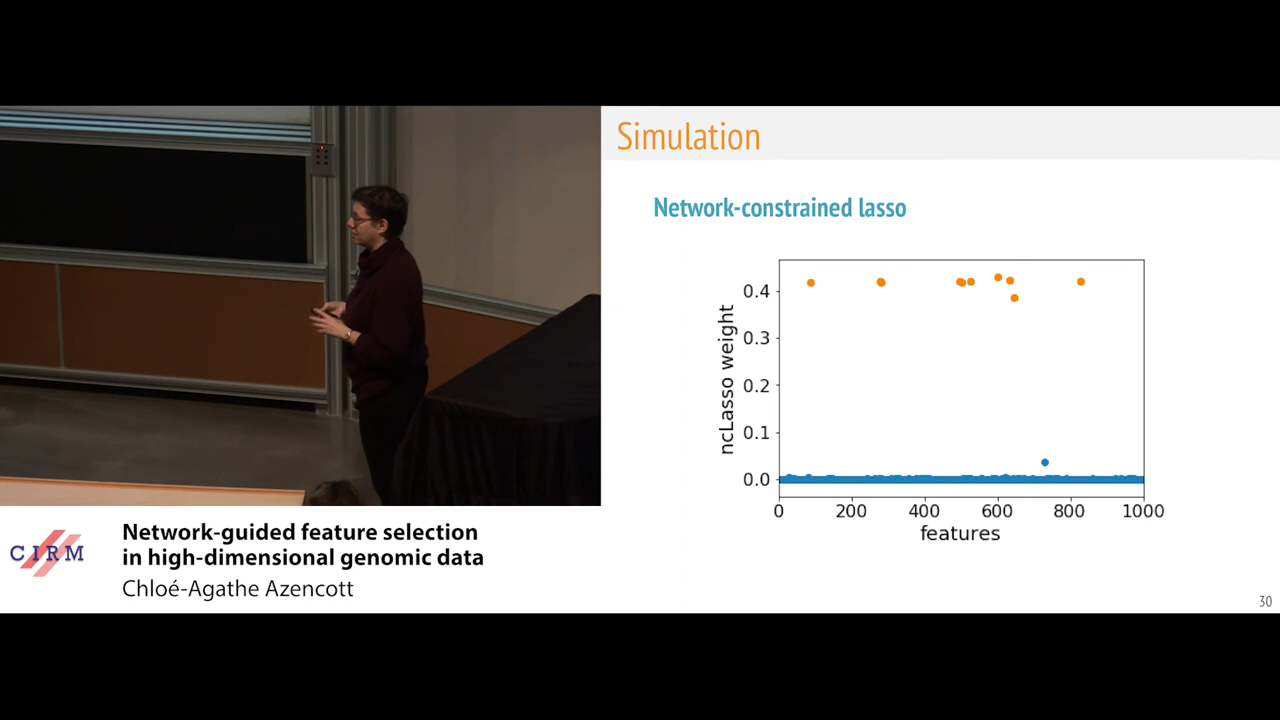 Simulation
Network-constrained lasso
0.4
0.3
0.2
0.1
0.0
ncLasso weight
0 200 400 600 800 1000
features
30
CIRM
Network-guided feature selection
in high-dimensional genomic data
Chloé-Agathe Azencott